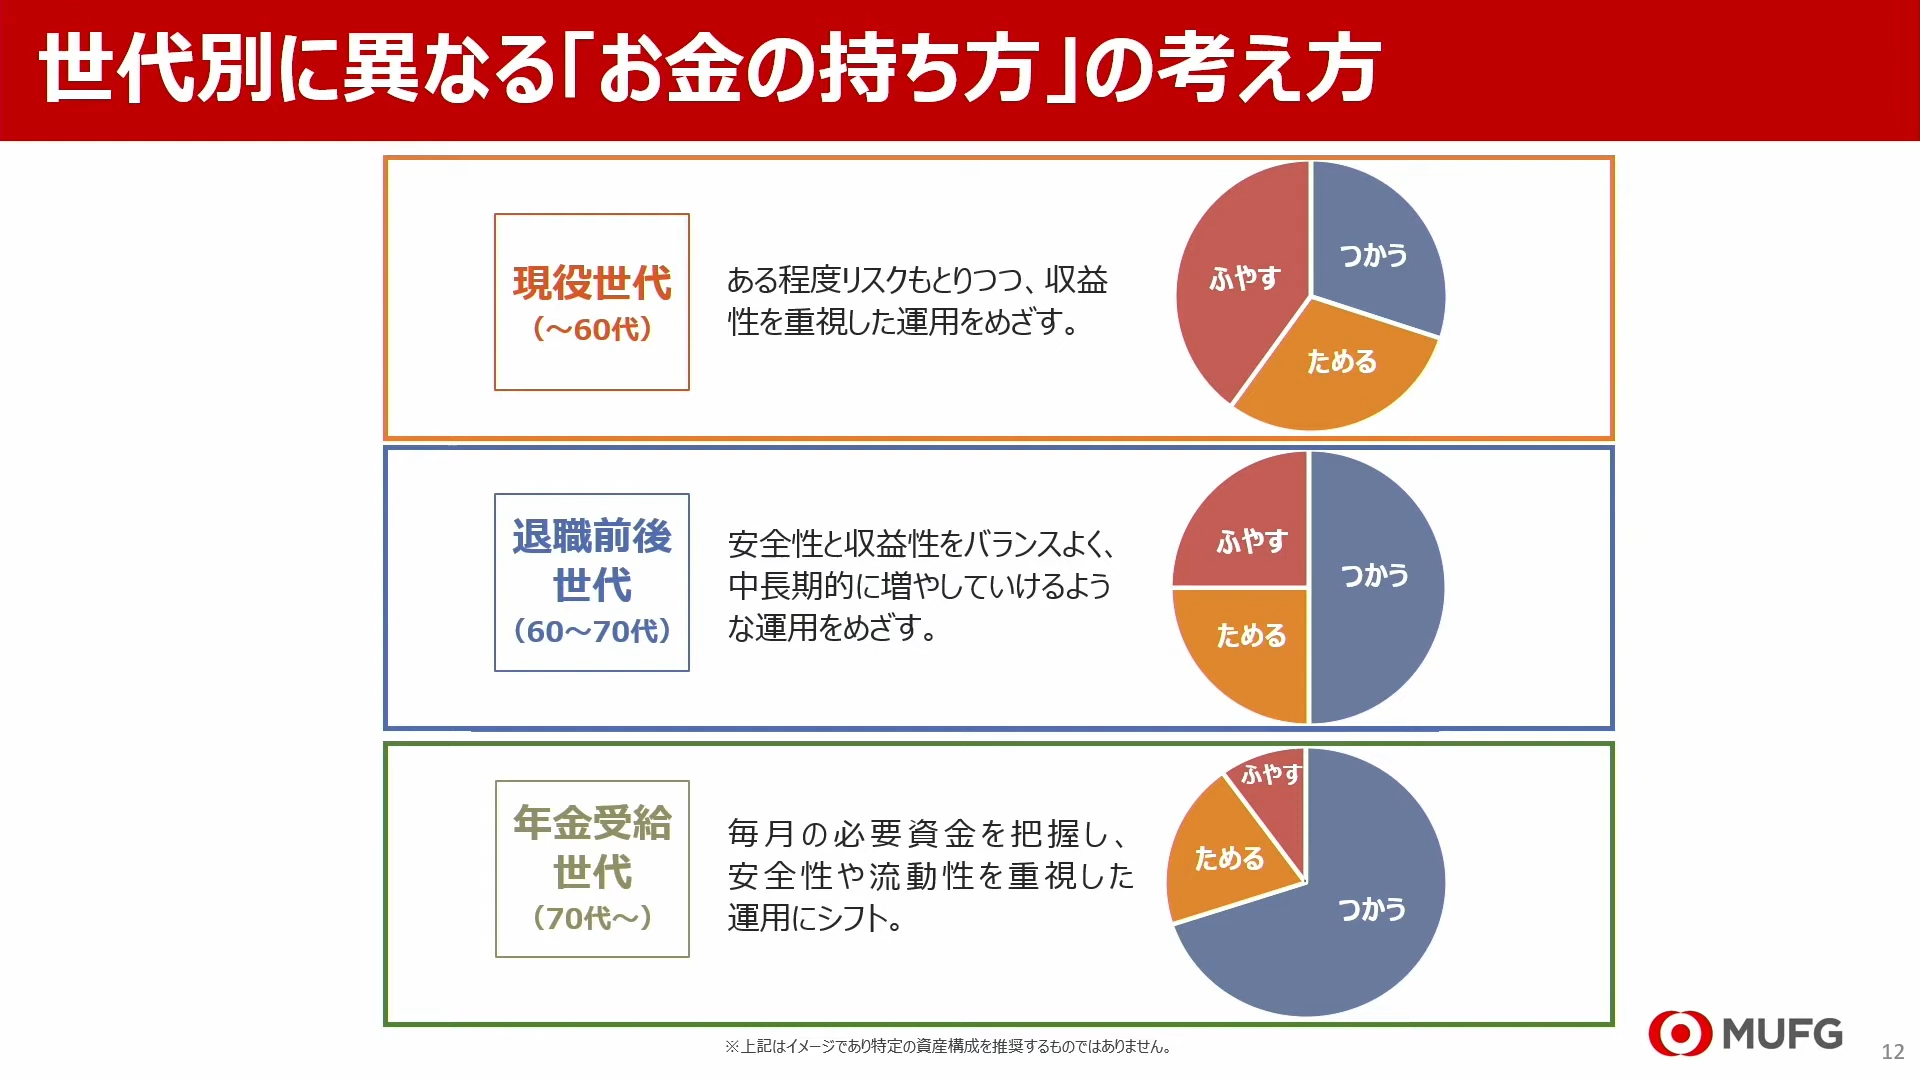 世代別に異なる「お金の持ち方」の考え方
現役世代
（～60代）
ある程度リスクもとりつつ、収益
性を重視した運用をめざす。
つかう
ふやす
ためる
退職前後
世代
（60～70代）
安全性と収益性をバランスよく、
中長期的に増やしていけるよう
な運用をめざす。
ふやす
つかう
ためる
年金受給
世代
（70代～）
毎月の必要資金を把握し、
安全性や流動性を重視した
運用にシフト。
ふやす
ためる
つかう
※上記はイメージであり特定の資産構成を推奨するものではありません。
MUFG
12